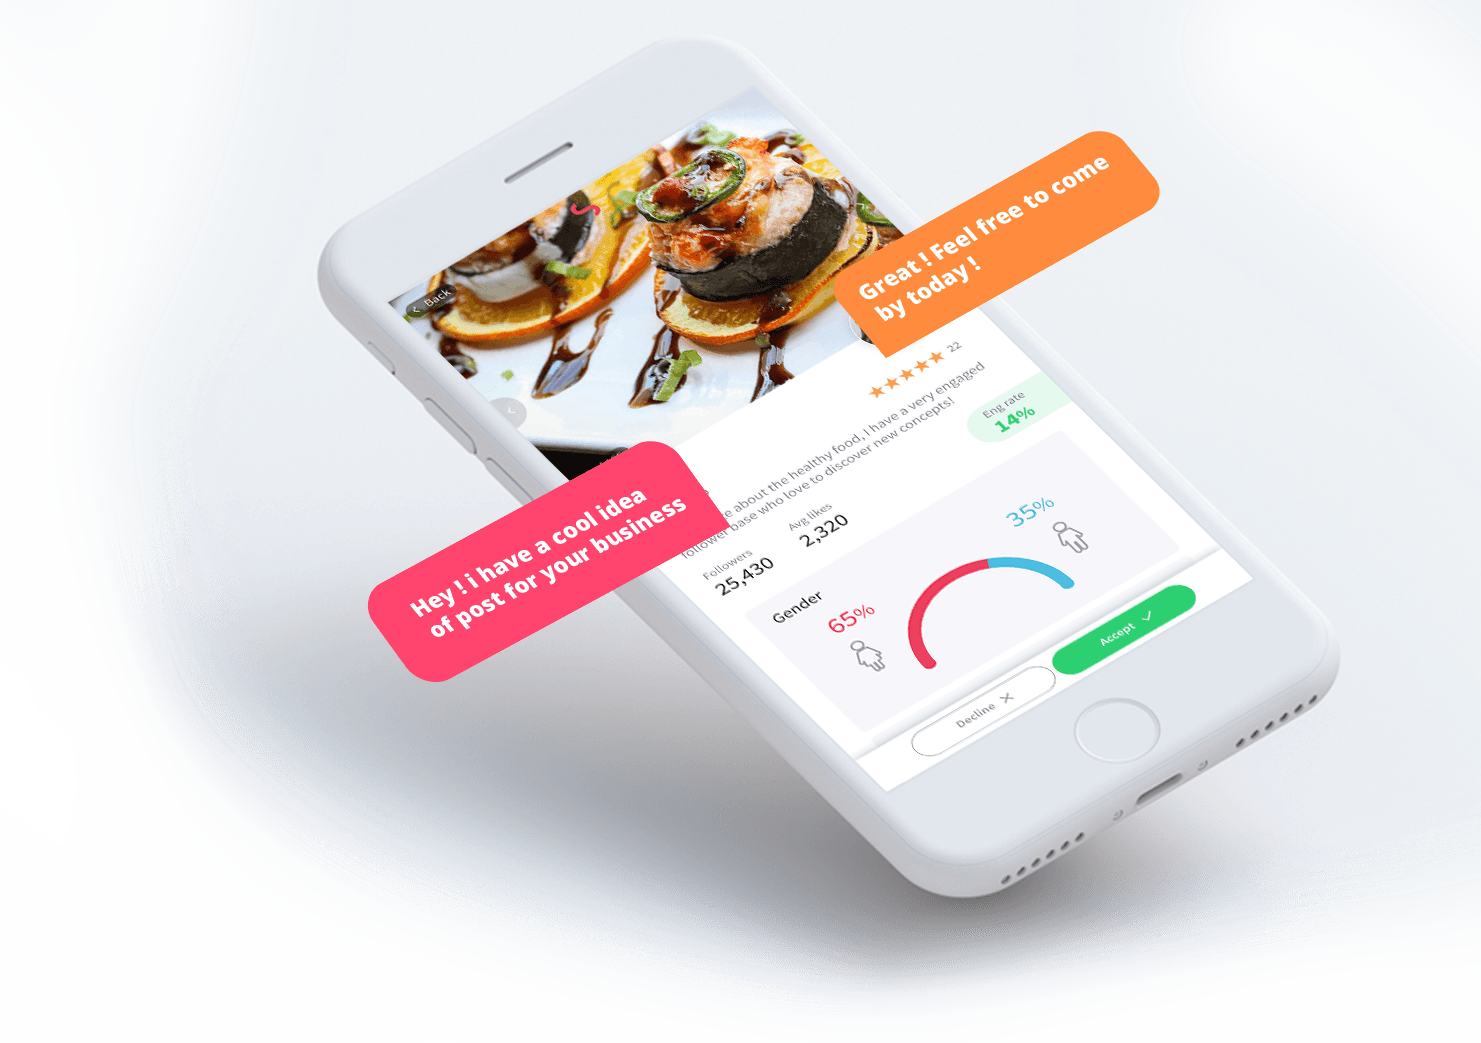 Back
Great ! Feel free to come
by today !
22
Hey ! i have a cool idea
of post for your business
about the healthy food, I have a very engaged
follower base who love to discover new concepts!
Eng rate
14%
Followers
25,430
Avg likes
2,320
Gender
65%
35%
Decline
Accept